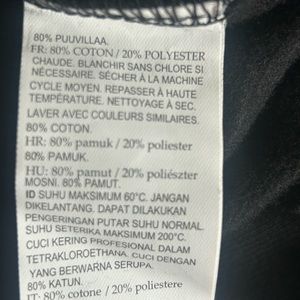 80% PUUVILLAA.
FR: 80% COTON / 20% POLYESTER
CHAUDE. BLANCHIR SANS CHLORE SI
NÉCESSAIRE. SÉCHER À LA MACHINE
CYCLE MOYEN. REPASSER À HAUTE
TEMPÉRATURE. NETTOYAGE À SEC.
LAVER AVEC COULEURS SIMILAIRES.
80% COTON.
HR: 80% pamuk / 20% poliester
80% PAMUK.
HU: 80% pamut / 20% poliészter
MOSNI. 80% PAMUT.
ID SUHU MAKSIMUM 60°C. JANGAN
DIKELANTANG. DAPAT DILAKUKAN
PENGERINGAN PUTAR SUHU NORMAL.
SUHU SETERIKA MAKSIMUM 200°C.
CUCI KERING PROFESIONAL DALAM
TETRAKLOROETHANA. CUCI DENGAN
YANG BERWARNA SERUPA.
80% KATUN.
IT: 80% cotone / 20% poliestere